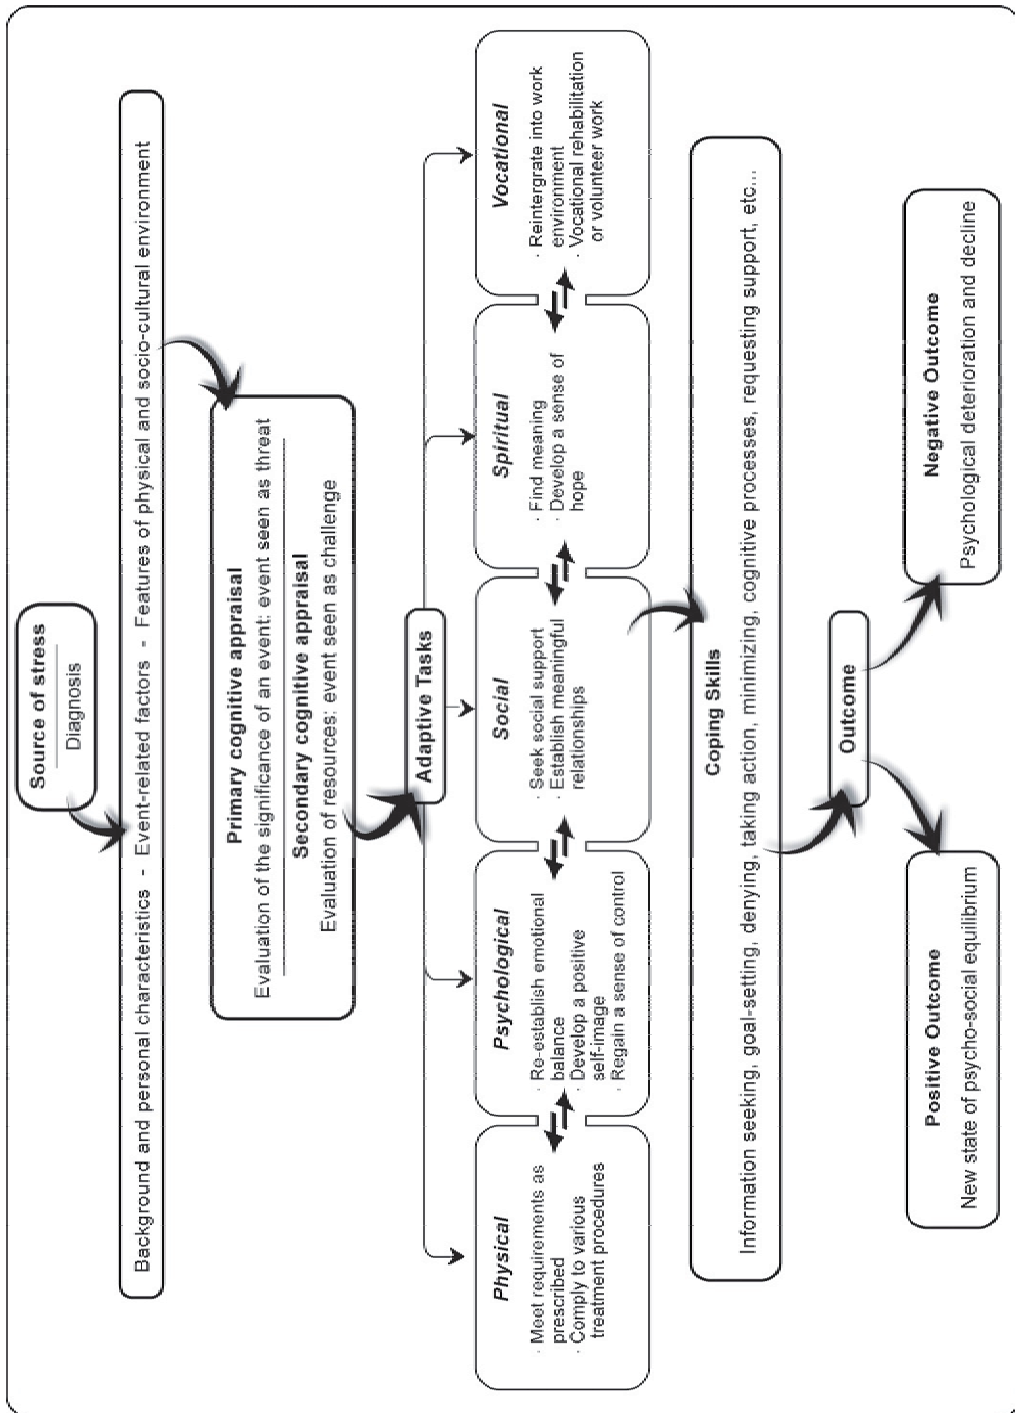 Source of stress
Diagnosis
Background and personal characteristics - Event-related factors - Features of physical and socio-cultural environment
Primary cognitive appraisal
Evaluation of the significance of an event: event seen as threat
Secondary cognitive appraisal
Evaluation of resources: event seen as challenge
Adaptive Tasks
Physical
· Meet requirements as
prescribed
· Comply to various
treatment procedures
Psychological
· Re-establish emotional
balance
· Develop a positive
self-image
· Regain a sense of control
Social
· Seek social support
· Establish meaningful
relationships
Spiritual
· Find meaning
· Develop a sense of
hope
Vocational
· Reintergrate into work
environment
· Vocational rehabilitation
or volunteer work
Coping Skills
Information seeking, goal-setting, denying, taking action, minimizing, cognitive processes, requesting support, etc...
Outcome
Positive Outcome
New state of psycho-social equilibrium
Negative Outcome
Psychological deterioration and decline